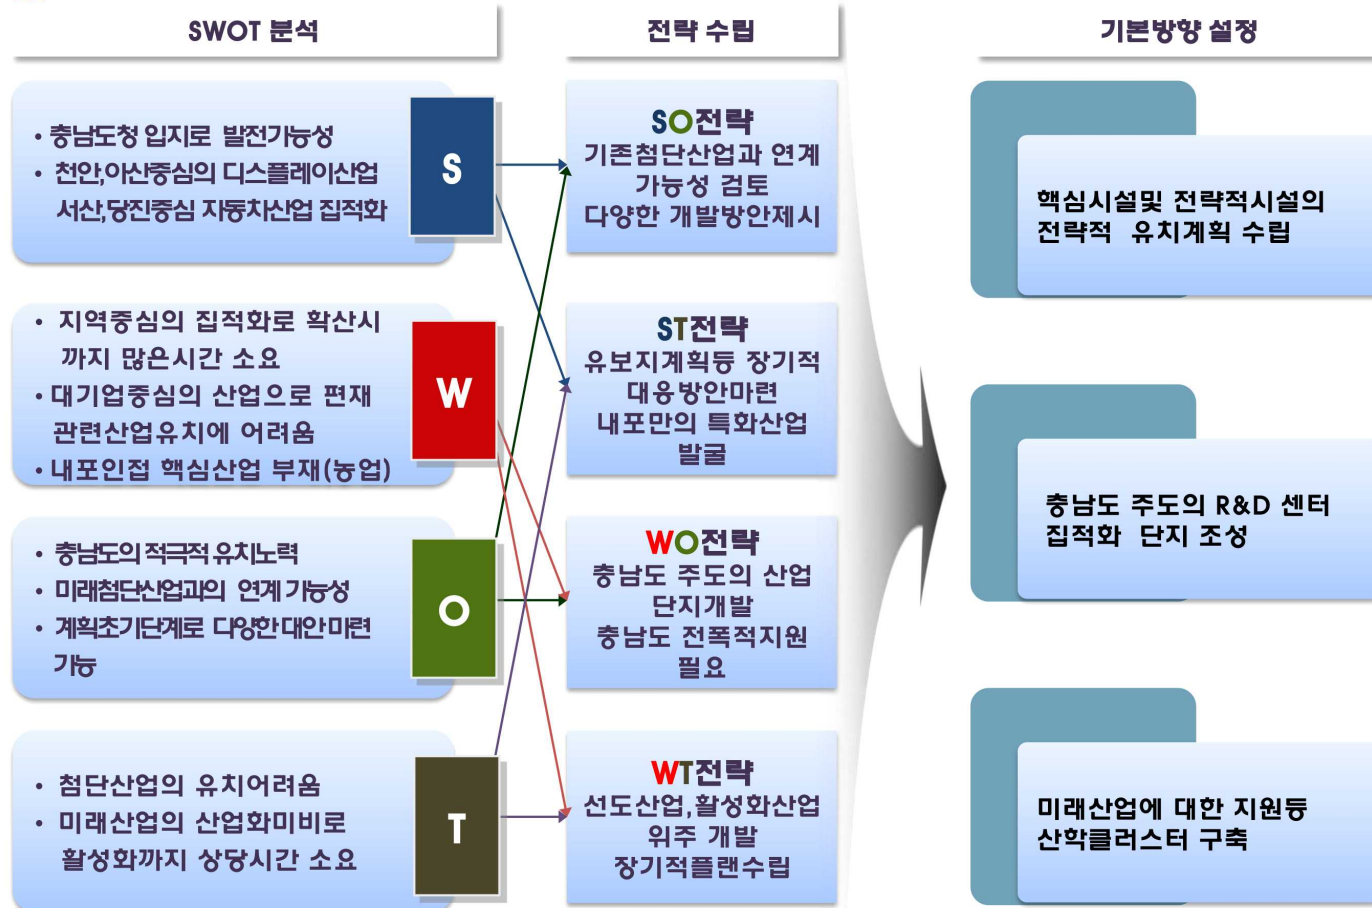 SWOT 분석
전략 수립
기본방향 설정
• 충남도청 입지로 발전가능성
• 천안,아산중심의 디스플레이산업
서산,당진중심 자동차산업 집적화
S
• 지역중심의 집적화로 확산시
까지 많은시간 소요
• 대기업중심의 산업으로 편재
관련산업유치에 어려움
• 내포인접 핵심산업 부재(농업)
W
• 충남도의 적극적 유치노력
• 미래첨단산업과의 연계 가능성
• 계획초기단계로 다양한 대안 마련
가능
O
• 첨단산업의 유치어려움
• 미래산업의 산업화미비로
활성화까지 상당시간 소요
T
SO전략
기존첨단산업과 연계
가능성 검토
다양한 개발방안제시
ST전략
유보지계획등 장기적
대응방안마련
내포만의 특화산업
발굴
WO전략
충남도 주도의 산업
단지개발
충남도 전폭적지원
필요
WT전략
선도산업,활성화산업
위주 개발
장기적플랜수립
핵심시설및 전략적시설의
전략적 유치계획 수립
충남도 주도의 R&D 센터
집적화 단지 조성
미래산업에 대한 지원등
산학클러스터 구축